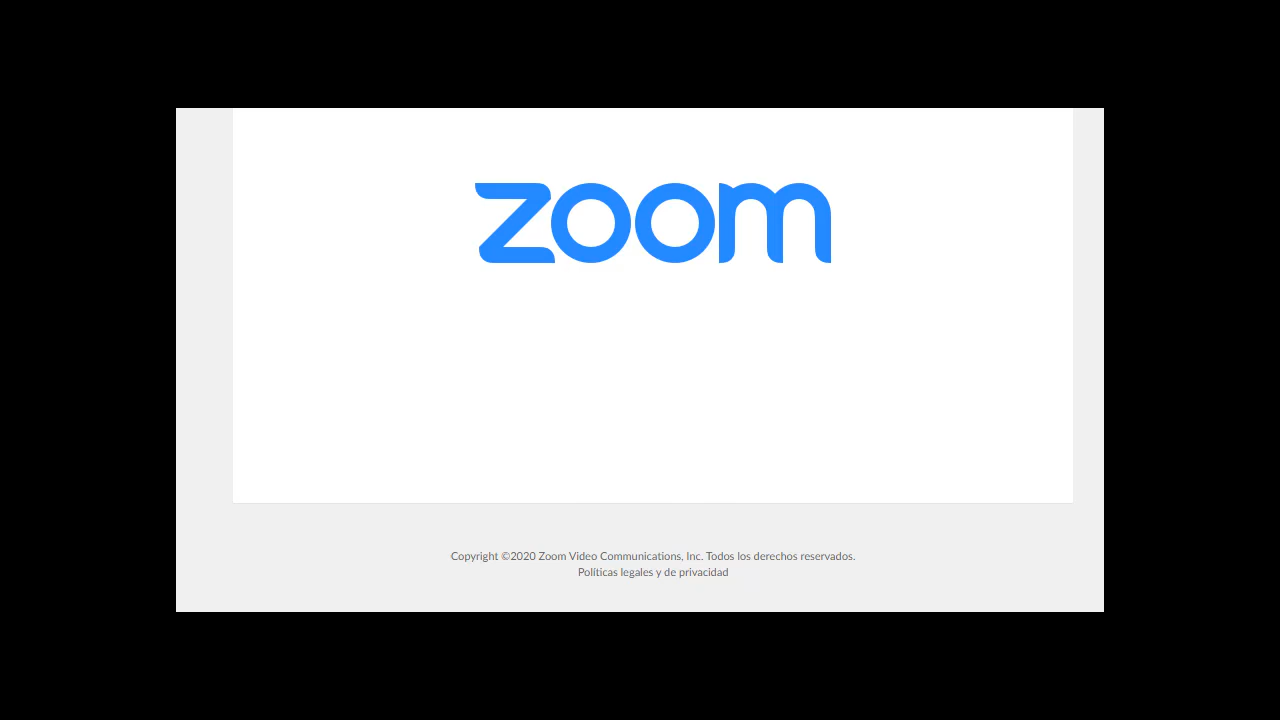 zoom
Copyright ©2020 Zoom Video Communications, Inc. Todos los derechos reservados.
Políticas legales y de privacidad